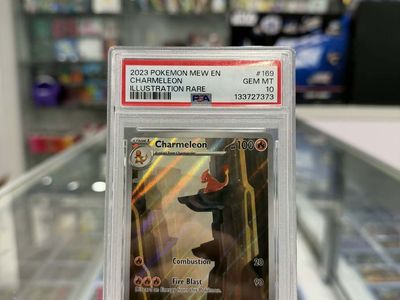 2023 POKEMON MEW EN #169
CHARMELEON GEM MT
ILLUSTRATION RARE 10
PSA 133727373
Charmeleon 100
Combustion 20
Fire Blast 90